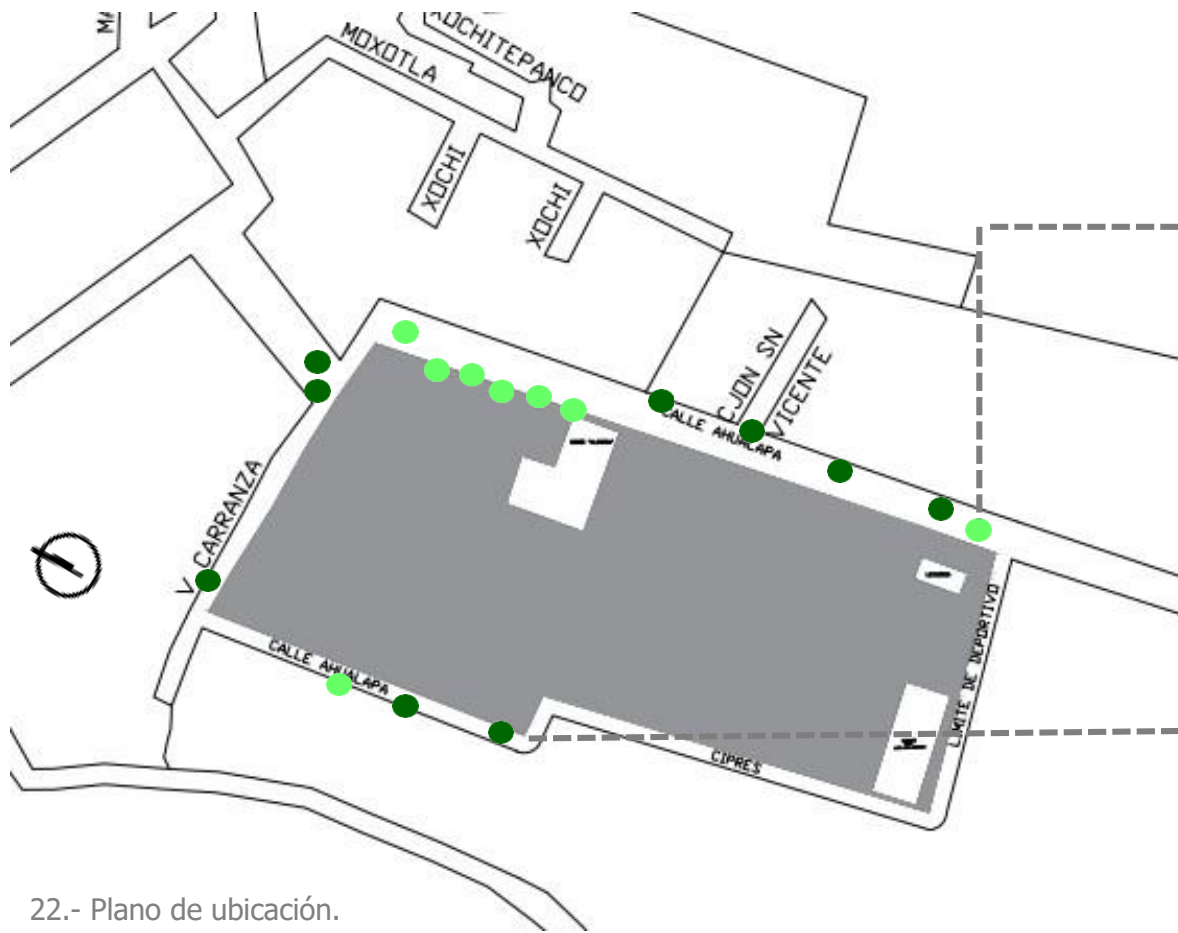 XOCHITEPANCO
MOXOTLA
XOCHI
XOCHI
CJON SN
VICENTE
CALLE AHUALAPA
V CARRANZA
LIMITE DE DEPORTIVO
CALLE AHUALAPA
CIPRES
22.- Plano de ubicación.